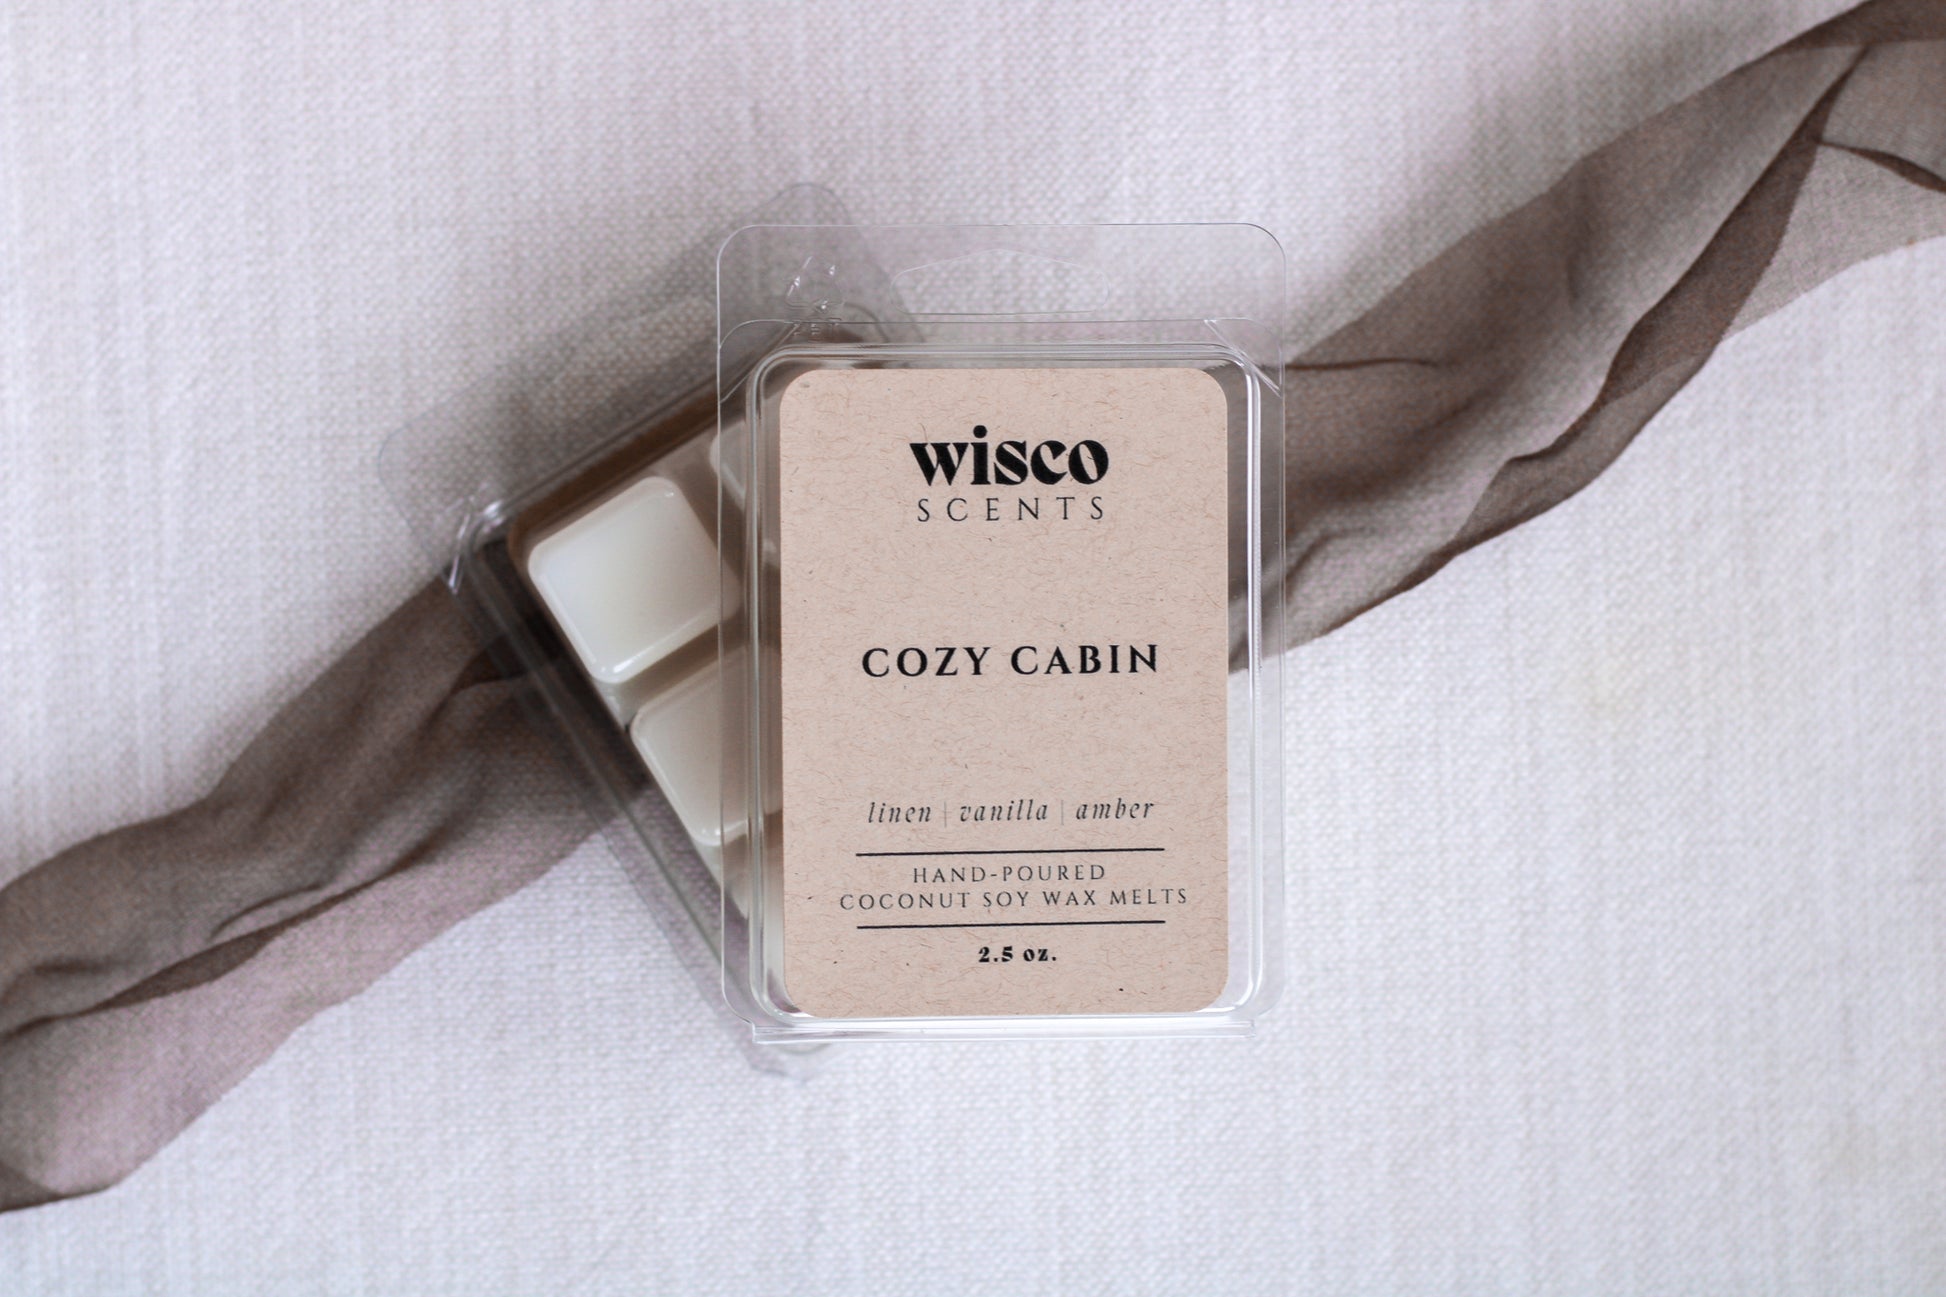 wisco
SCENTS
COZY CABIN
linen | vanilla | amber
HAND-POURED
COCONUT SOY WAX MELTS
2.5 oz.